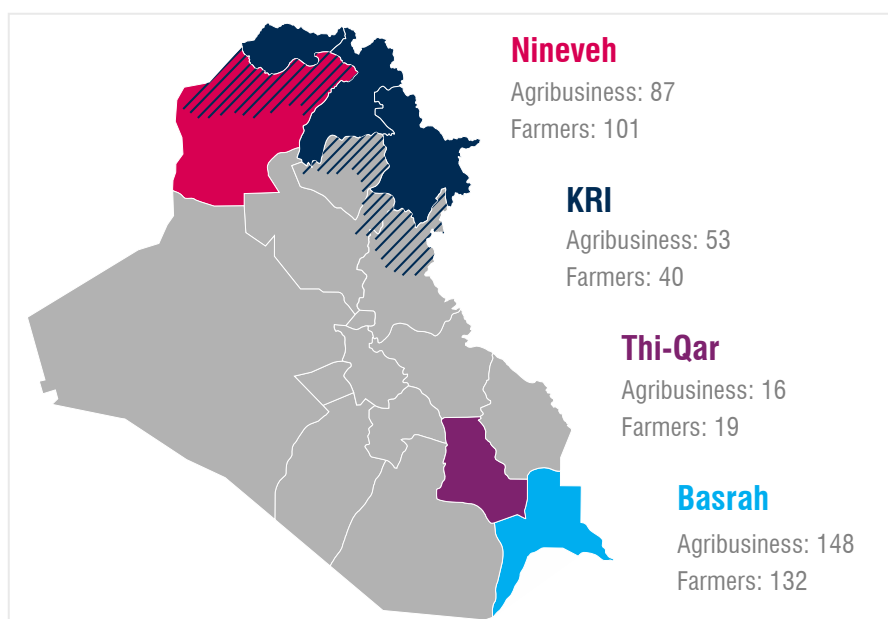 Nineveh
Agribusiness: 87
Farmers: 101
KRI
Agribusiness: 53
Farmers: 40
Thi-Qar
Agribusiness: 16
Farmers: 19
Basrah
Agribusiness: 148
Farmers: 132